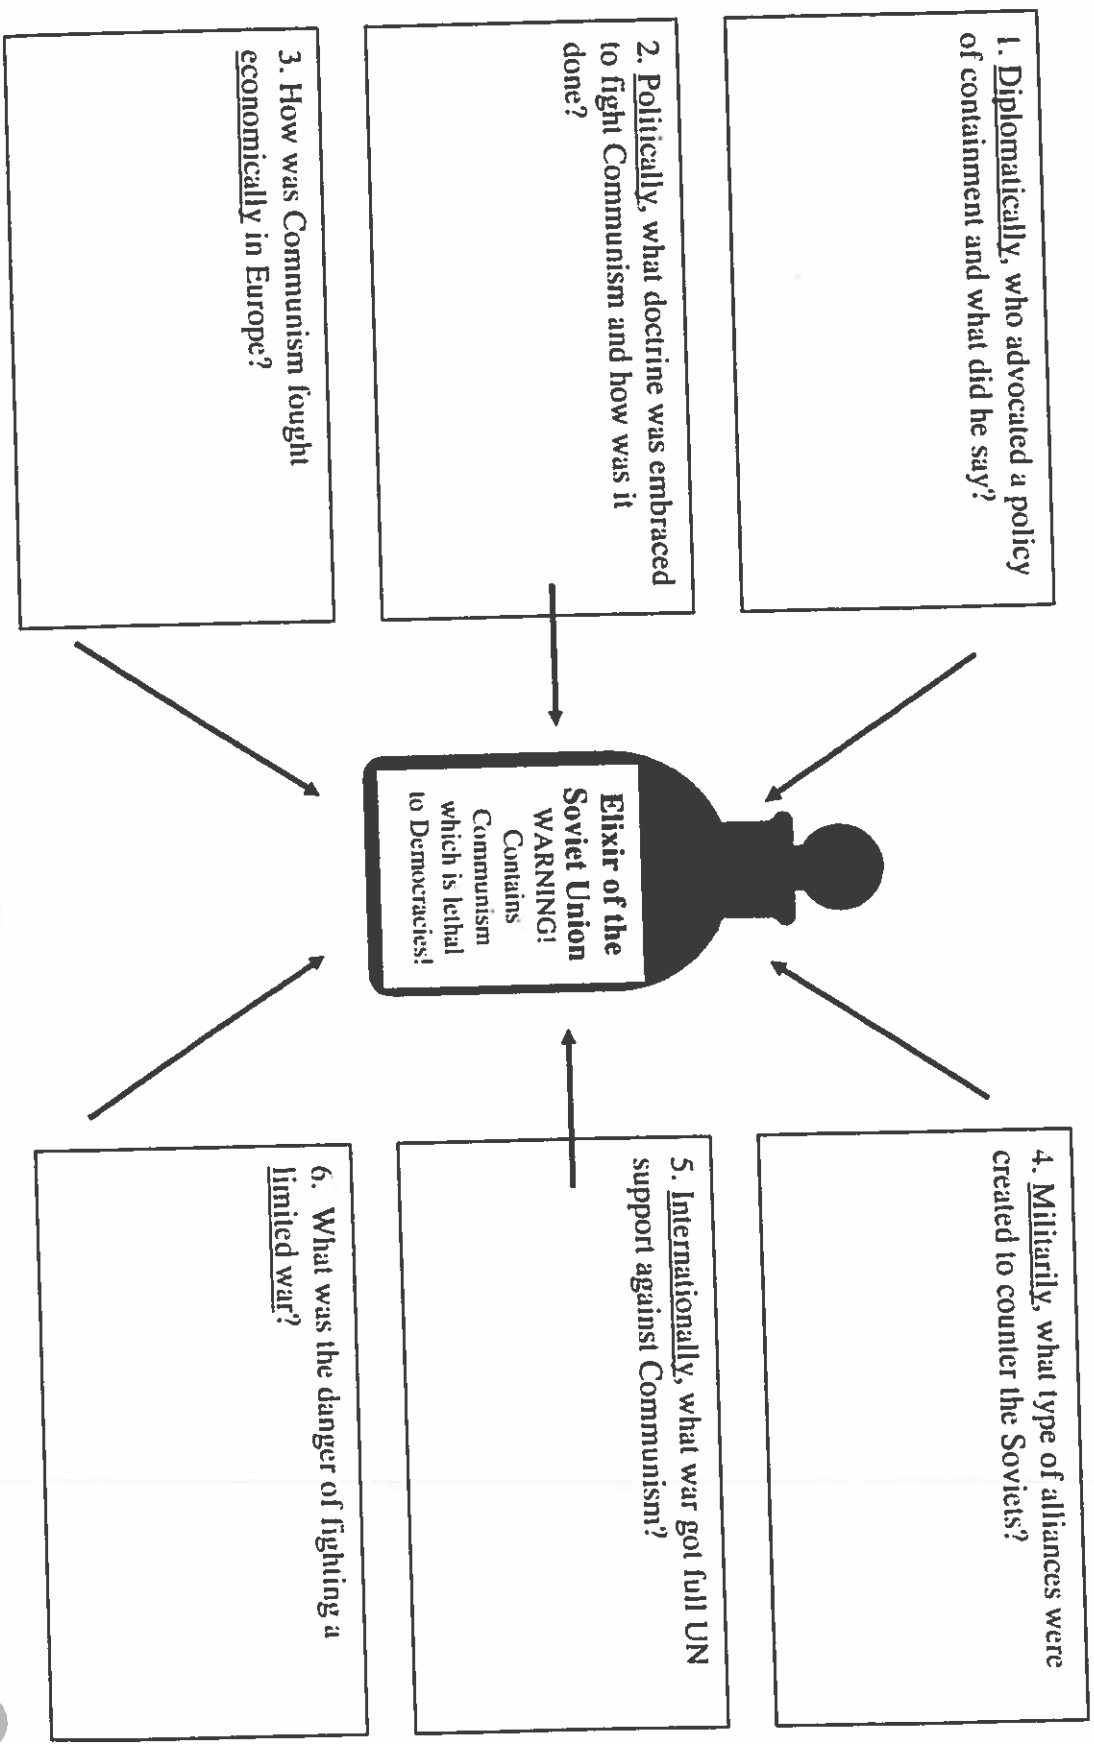 1. Diplomatically, who advocated a policy
of containment and what did he say?
2. Politically, what doctrine was embraced
to fight Communism and how was it
done?
3. How was Communism fought
economically in Europe?
Elixir of the
Soviet Union
WARNING!
Contains
Communism
which is lethal
to Democracies!
4. Militarily, what type of alliances were
created to counter the Soviets?
5. Internationally, what war got full UN
support against Communism?
6. What was the danger of fighting a
limited war?